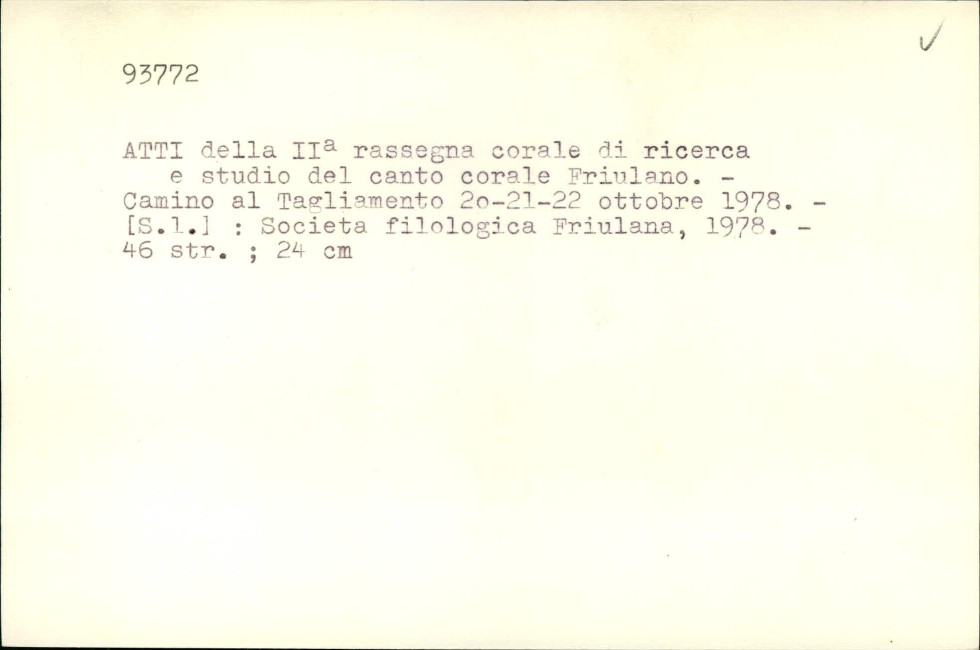 93772
ATTI della IIª rassegna corale di ricerca
e studio del canto corale Friulano. -
Camino al Tagliamento 2o-21-22 ottobre 1978. -
[S.l.] : Societa filologica Friulana, 1978. -
46 str. ; 24 cm